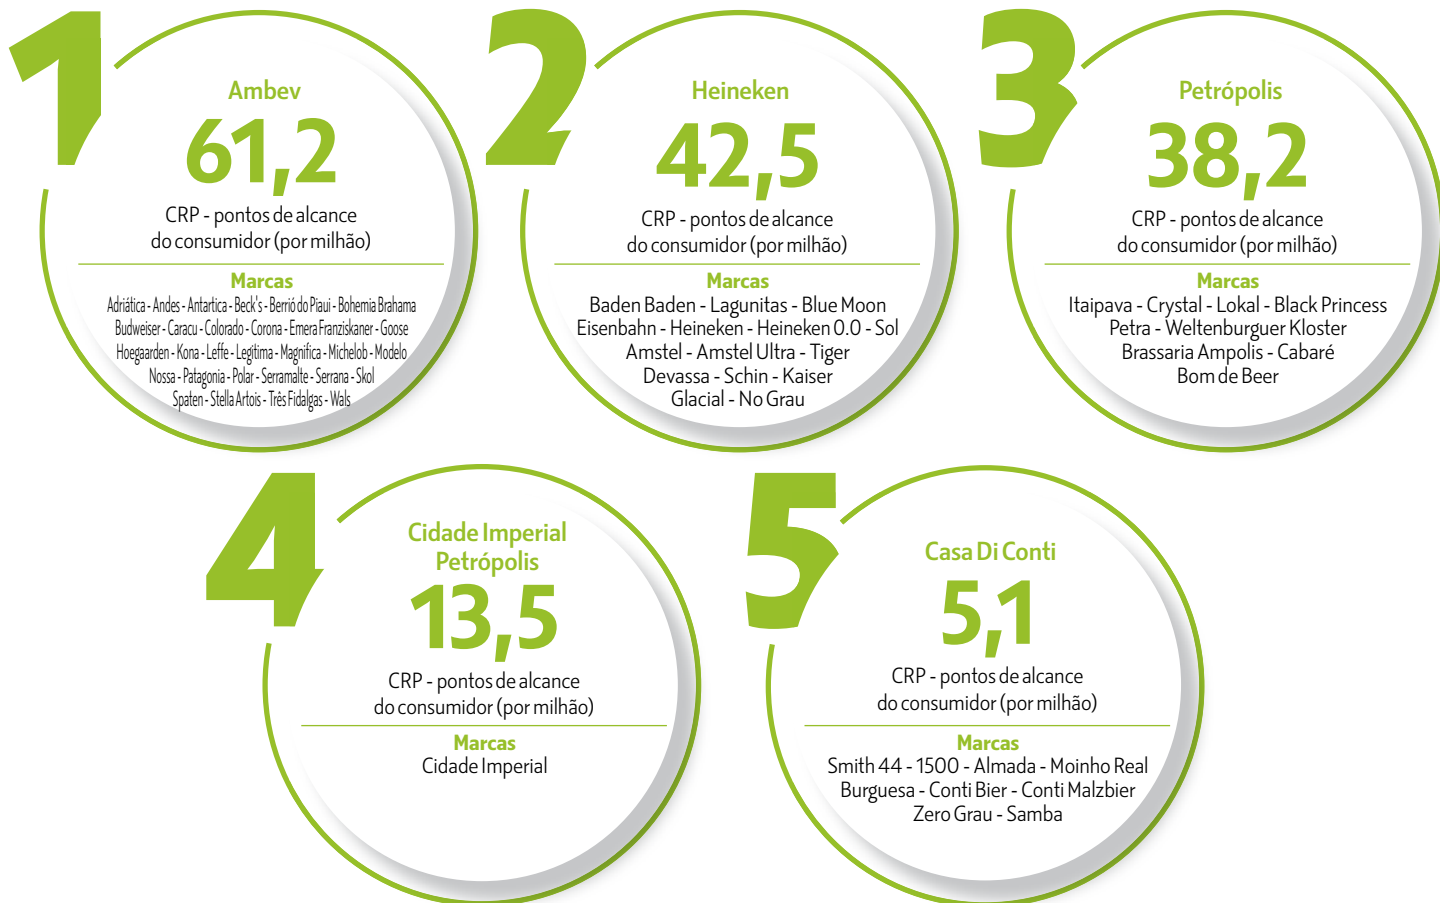 1
Ambev
61,2
CRP - pontos de alcance
do consumidor (por milhão)
Marcas
Adriática - Andes - Antartica - Beck's - Berrió do Piaui - Bohemia Brahama
Budweiser - Caracu - Colorado - Corona - Emera Franziskaner - Goose
Hoegaarden - Kona - Leffe - Legitima - Magnifica - Michelob - Modelo
Nossa - Patagonia - Polar - Serramalte - Serrana - Skol
Spaten - Stella Artois - Três Fidalgas - Wals
2
Heineken
42,5
CRP - pontos de alcance
do consumidor (por milhão)
Marcas
Baden Baden - Lagunitas - Blue Moon
Eisenbahn - Heineken - Heineken 0.0 - Sol
Amstel - Amstel Ultra - Tiger
Devassa - Schin - Kaiser
Glacial - No Grau
3
Petrópolis
38,2
CRP - pontos de alcance
do consumidor (por milhão)
Marcas
Itaipava - Crystal - Lokal - Black Princess
Petra - Weltenburguer Kloster
Brassaria Ampolis - Cabaré
Bom de Beer
4
Cidade Imperial
Petrópolis
13,5
CRP - pontos de alcance
do consumidor (por milhão)
Marcas
Cidade Imperial
5
Casa Di Conti
5,1
CRP - pontos de alcance
do consumidor (por milhão)
Marcas
Smith 44 - 1500 - Almada - Moinho Real
Burguesa - Conti Bier - Conti Malzbier
Zero Grau - Samba